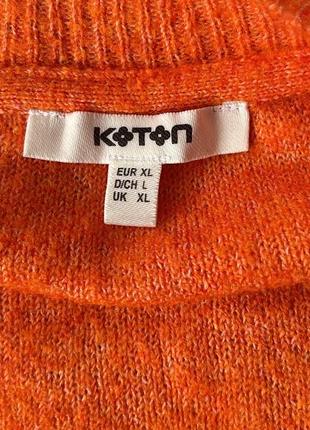 KOTON
EUR XL
D/CH L
UK XL